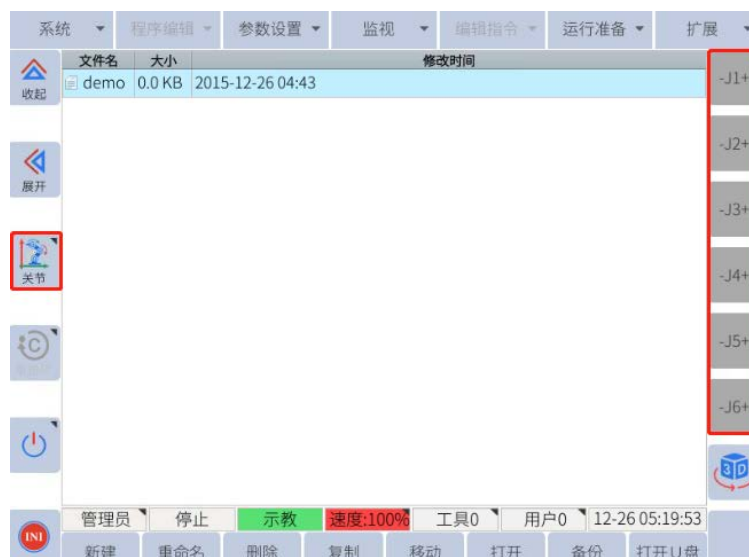 系统 程序编辑 参数设置 监视 编辑指令 运行准备 扩展
文件名 大小 修改时间
demo 0.0 KB 2015-12-26 04:43
收起
展开
关节
C
-J1+
-J2+
-J3+
-J4+
-J5+
-J6+
3D
管理员 停止 示教 速度:100% 工具0 用户0 12-26 05:19:53
INI
新建 重命名 删除 复制 移动 打开 备份 打开U盘